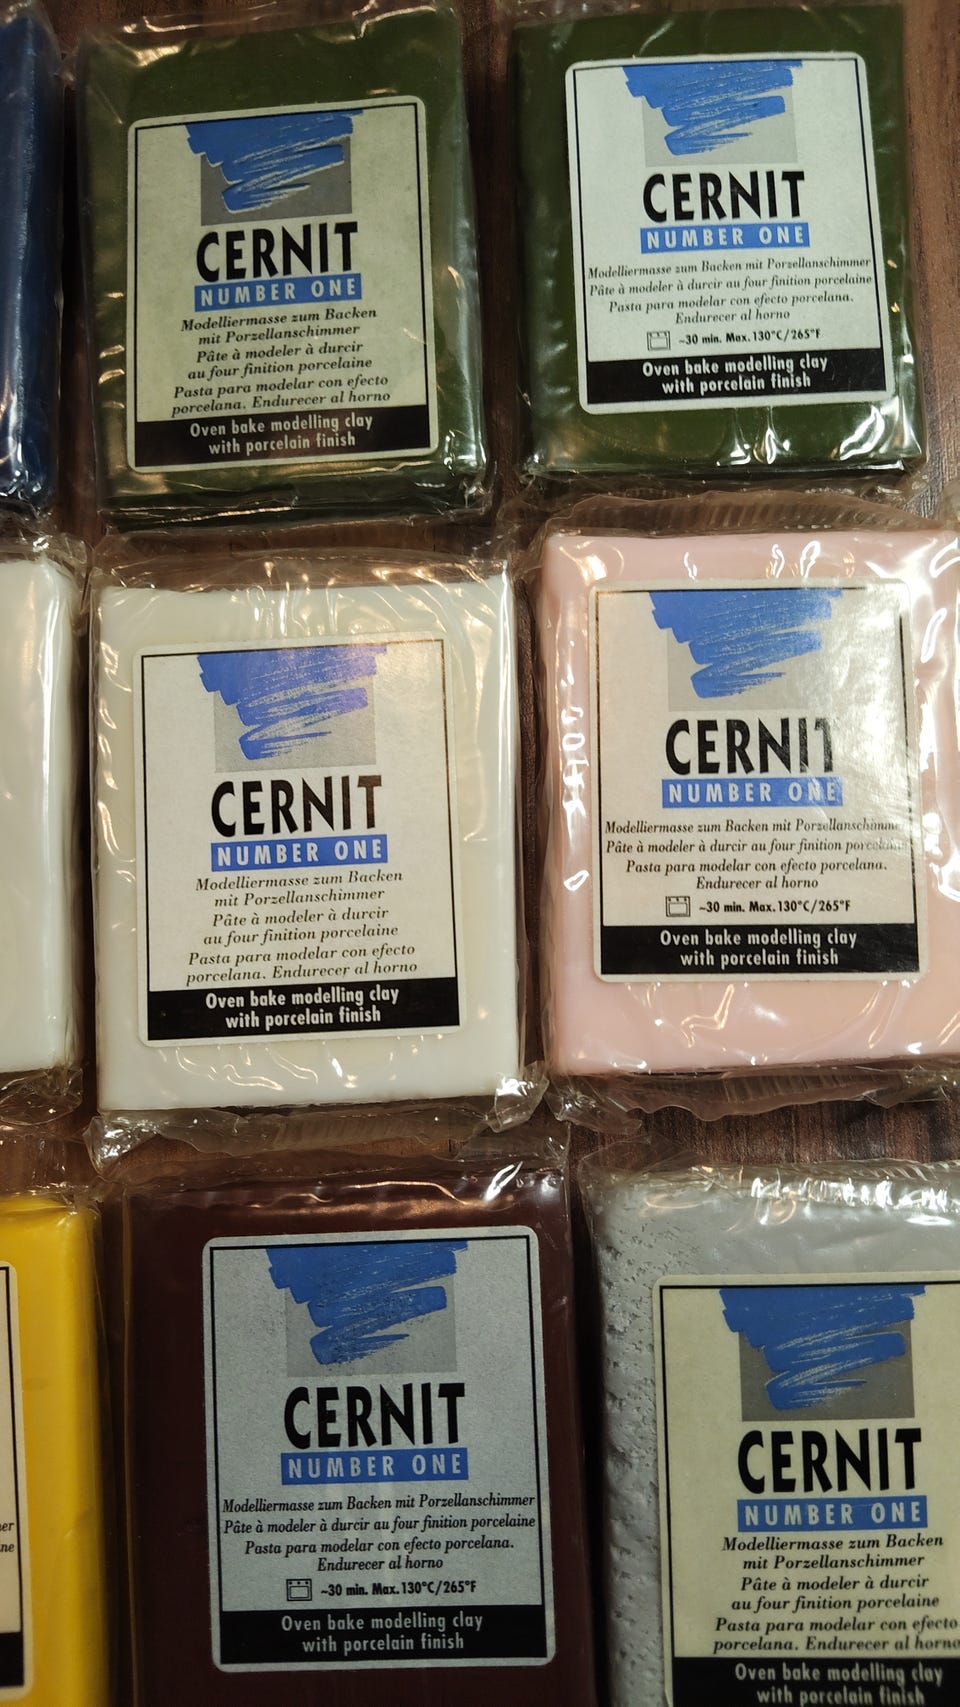 CERNIT
NUMBER ONE
Modelliermasse zum Backen
mit Porzellanschimmer
Pâte à modeler à durcir
au four finition porcelaine
Pasta para modelar con efecto
porcelana. Endurecer al horno
Oven bake modelling clay
with porcelain finish
CERNIT
NUMBER ONE
Modelliermasse zum Backen mit Porzellanschimmer
Pâte à modeler à durcir au four finition porcelaine
Pasta para modelar con efecto porcelana.
Endurecer al horno
~30 min. Max. 130°C/265°F
Oven bake modelling clay
with porcelain finish
CERNIT
NUMBER ONE
Modelliermasse zum Backen
mit Porzellanschimmer
Pâte à modeler à durcir
au four finition porcelaine
Pasta para modelar con efecto
porcelana. Endurecer al horno
Oven bake modelling clay
with porcelain finish
CERNIT
NUMBER ONE
Modelliermasse zum Backen mit Porzellanschimmer
Pâte à modeler à durcir au four finition porcelaine
Pasta para modelar con efecto porcelana.
Endurecer al horno
~30 min. Max. 130°C/265°F
Oven bake modelling clay
with porcelain finish
CERNIT
NUMBER ONE
Modelliermasse zum Backen mit Porzellanschimmer
Pâte à modeler à durcir au four finition porcelaine
Pasta para modelar con efecto porcelana.
Endurecer al horno
~30 min. Max. 130°C/265°F
Oven bake modelling clay
with porcelain finish
CERNIT
NUMBER ONE
Modelliermasse zum Backen
mit Porzellanschimmer
Pâte à modeler à durcir
au four finition porcelaine
Pasta para modelar con efecto
porcelana. Endurecer al horno
Oven bake modelling clay
with porcelain finish